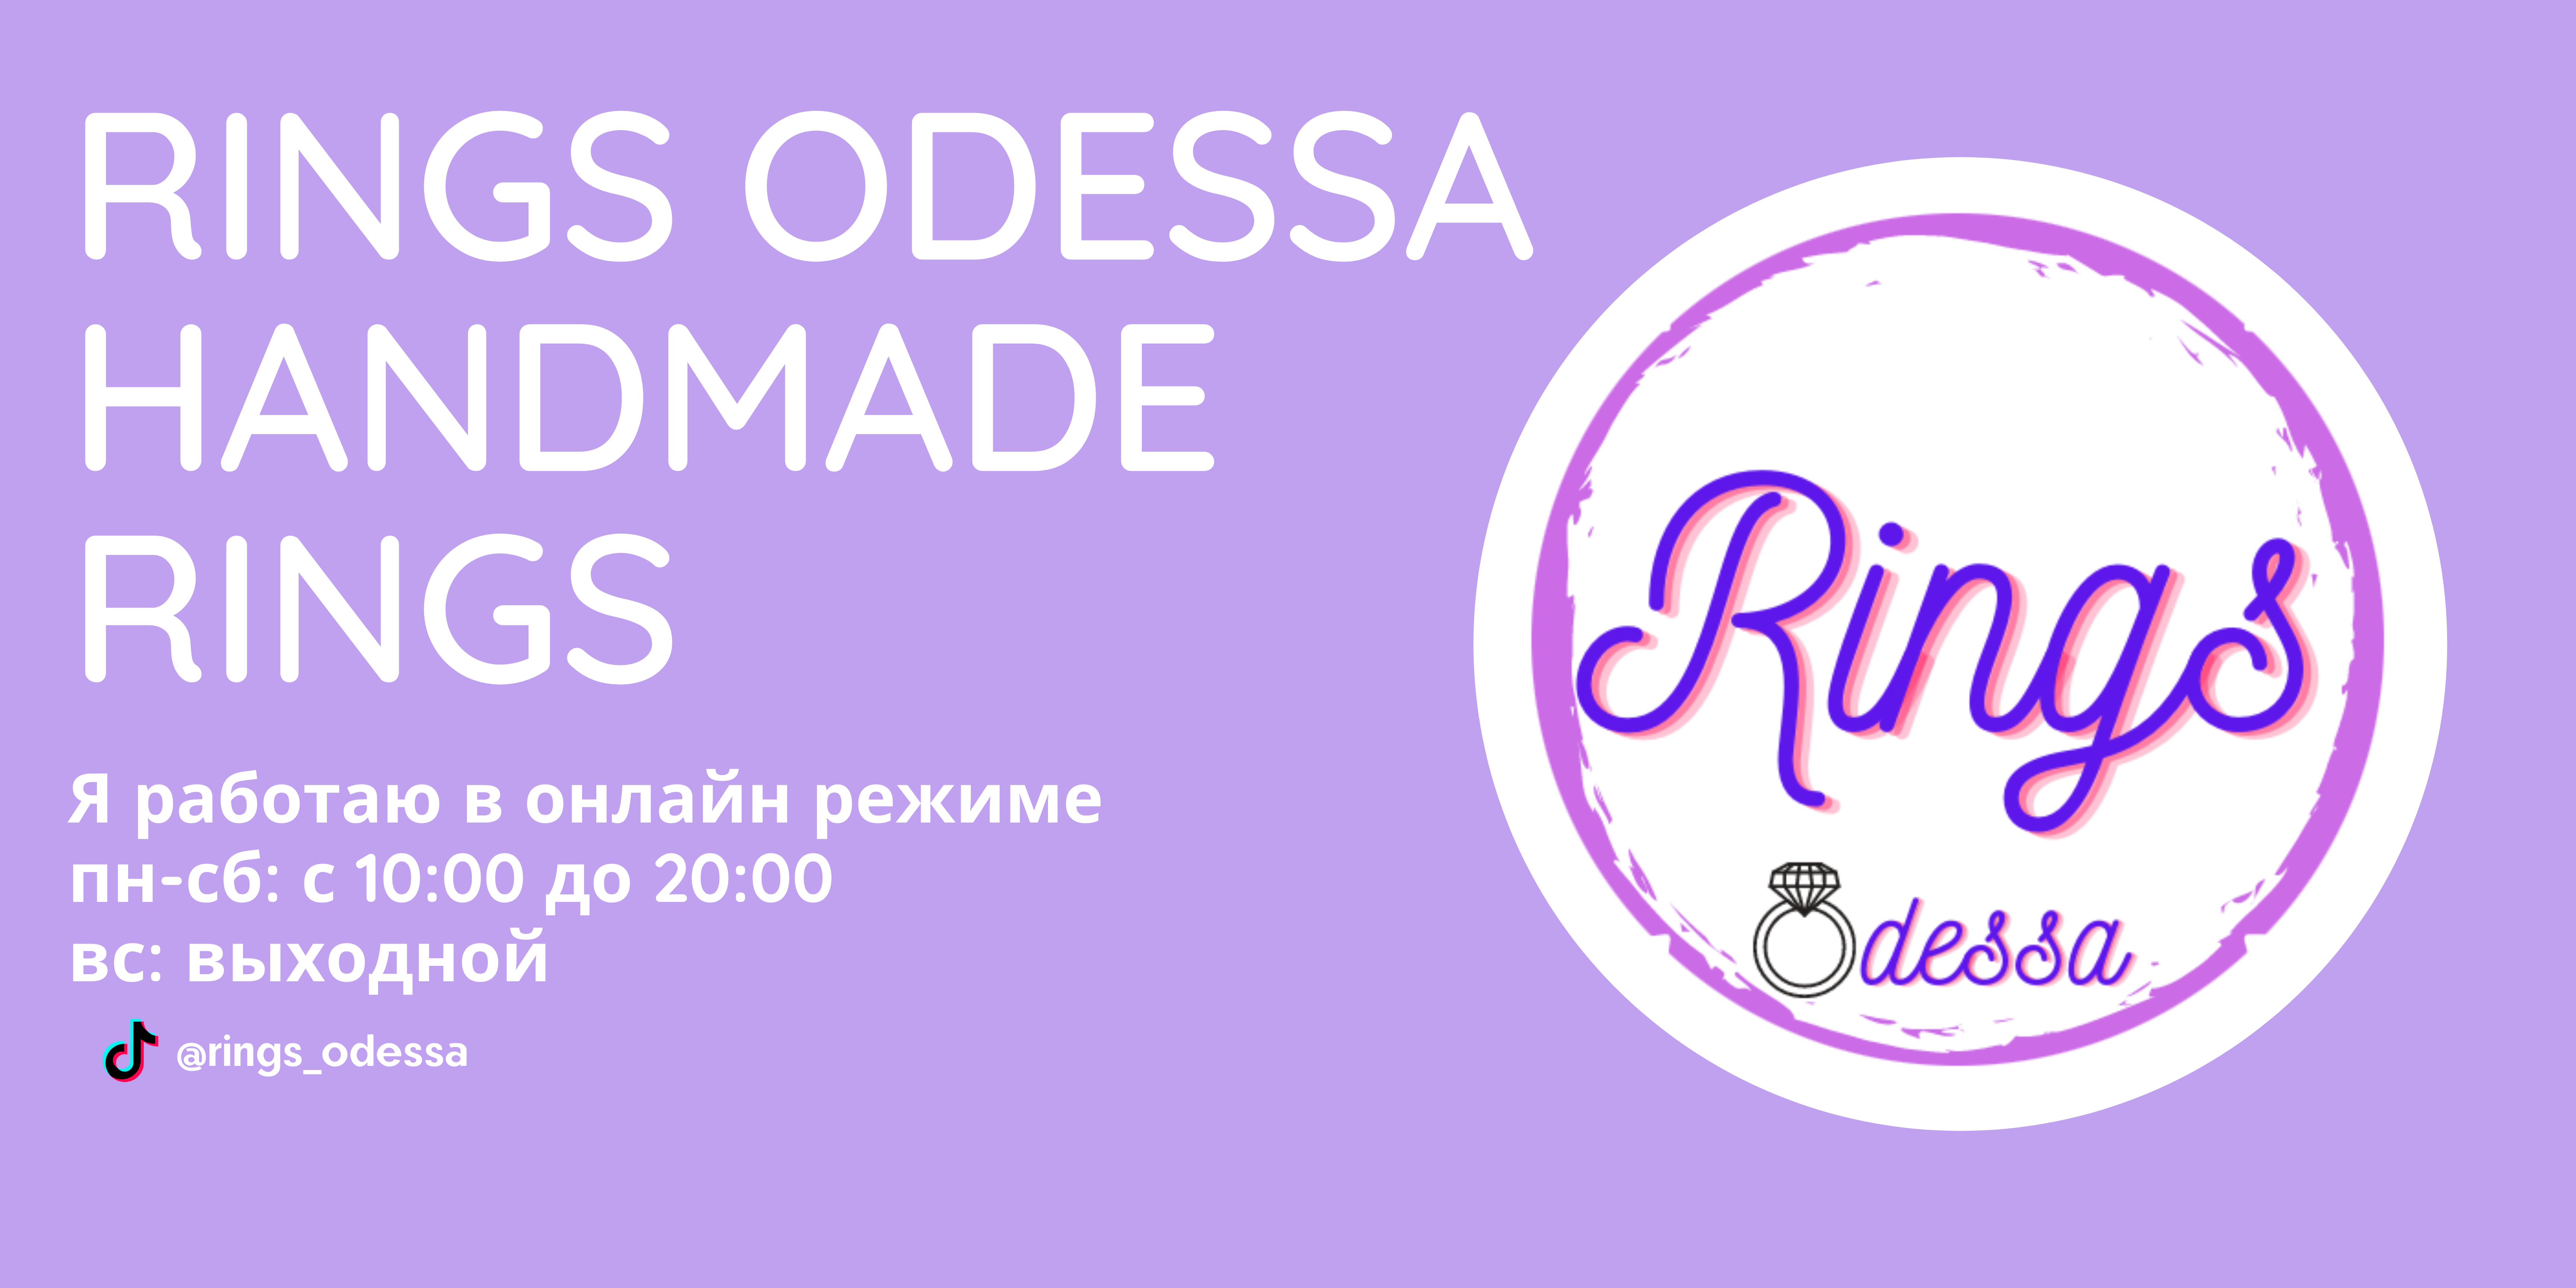 RINGS ODESSA
HANDMADE
RINGS
Я работаю в онлайн режиме
пн-сб: с 10:00 до 20:00
вс: выходной
@rings_odessa
Rings
Odessa